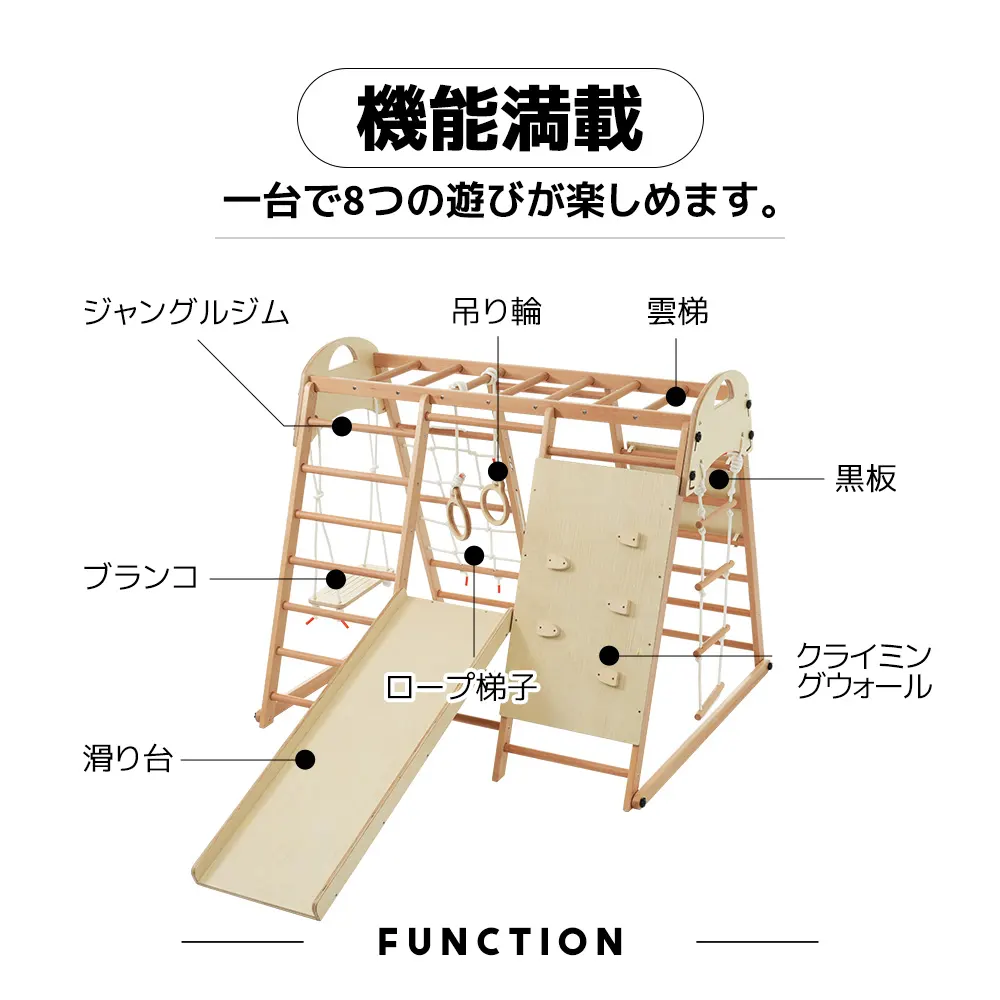 機能満載
一台で8つの遊びが楽しめます。
ジャングルジム
吊り輪
雲梯
黒板
ブランコ
ロープ梯子
クライミン
グウォール
滑り台
FUNCTION